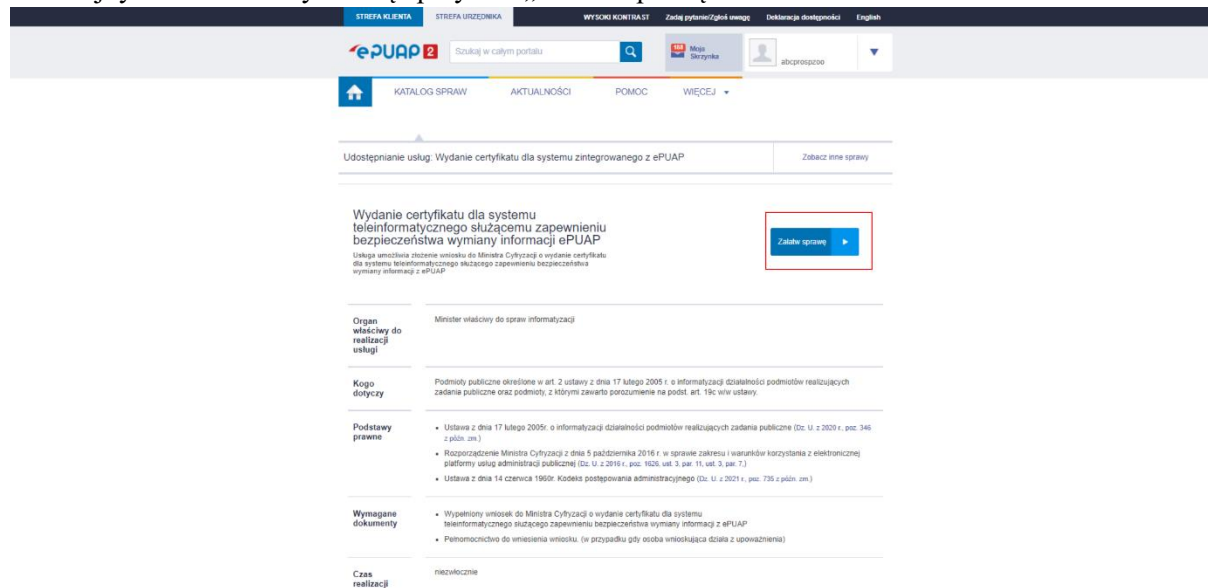 STREFA KLIENTA STREFA URZĘDNIKA WYSOKI KONTRAST Zadaj pytanie/Zgłoś uwagę Deklaracja dostępności English
ePUAP 2 Szukaj w całym portalu Moja Skrzynka abcprospzoo
KATALOG SPRAW AKTUALNOŚCI POMOC WIĘCEJ
Udostępnianie usług: Wydanie certyfikatu dla systemu zintegrowanego z ePUAP Zobacz inne sprawy
Wydanie certyfikatu dla systemu
teleinformatycznego służącemu zapewnieniu
bezpieczeństwa wymiany informacji ePUAP
Załatw sprawę
Usługa umożliwia złożenie wniosku do Ministra Cyfryzacji o wydanie certyfikatu
dla systemu teleinformatycznego służącego zapewnieniu bezpieczeństwa
wymiany informacji z ePUAP
Organ
właściwy do
realizacji
usługi
Minister właściwy do spraw informatyzacji
Kogo
dotyczy
Podmioty publiczne określone w art. 2 ustawy z dnia 17 lutego 2005 r. o informatyzacji działalności podmiotów realizujących
zadania publiczne oraz podmioty, z którymi zawarto porozumienie na podst. art. 19c w/w ustawy.
Podstawy
prawne
• Ustawa z dnia 17 lutego 2005r. o informatyzacji działalności podmiotów realizujących zadania publiczne (Dz. U. z 2020 r., poz. 346
z późn. zm.)
• Rozporządzenie Ministra Cyfryzacji z dnia 5 października 2016 r. w sprawie zakresu i warunków korzystania z elektronicznej
platformy usług administracji publicznej (Dz. U. z 2016 r., poz. 1626, ust. 3, par. 11, ust. 3, par. 7.)
• Ustawa z dnia 14 czerwca 1960r. Kodeks postępowania administracyjnego (Dz. U. z 2021 r., poz. 735 z późn. zm.)
Wymagane
dokumenty
• Wypełniony wniosek do Ministra Cyfryzacji o wydanie certyfikatu dla systemu
teleinformatycznego służącego zapewnieniu bezpieczeństwa wymiany informacji z ePUAP
• Pełnomocnictwo do wniesienia wniosku. (w przypadku gdy osoba wnioskująca działa z upoważnienia)
Czas
realizacji
niezwłocznie